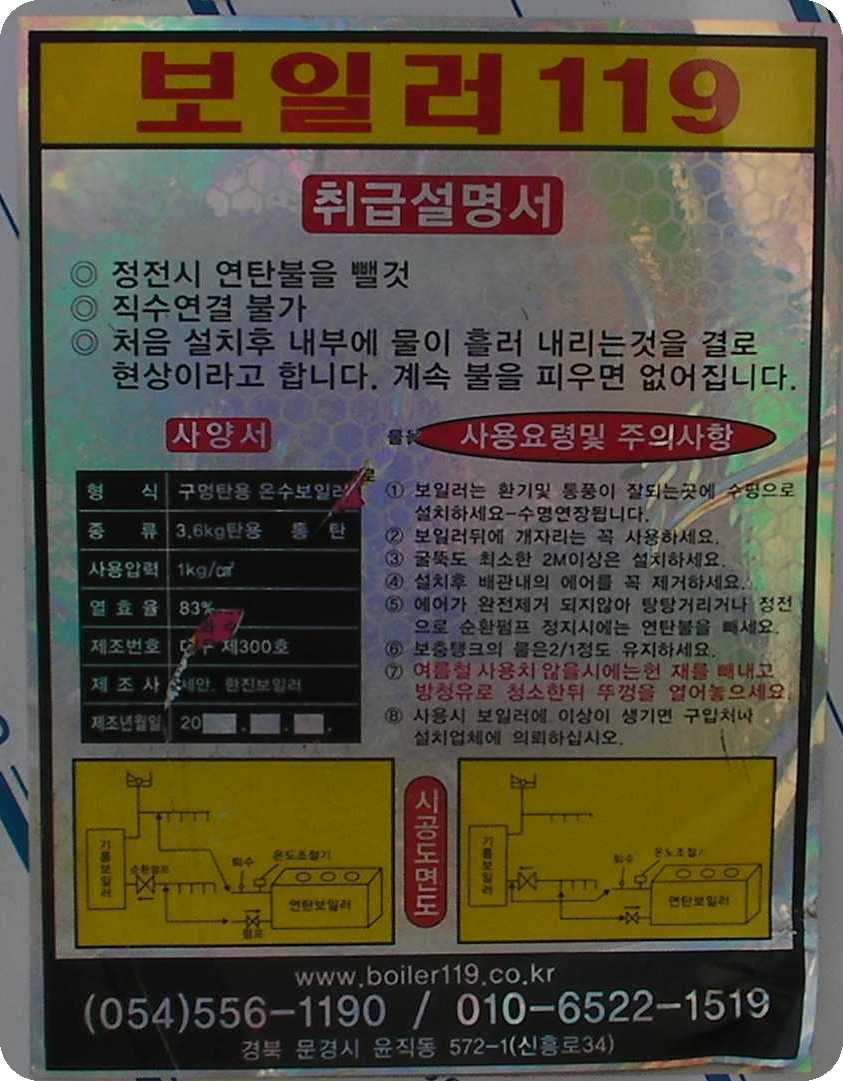 보일러119
취급설명서
◎ 정전시 연탄불을 뺄것
◎ 직수연결 불가
◎ 처음 설치후 내부에 물이 흘러 내리는것을 결로
현상이라고 합니다. 계속 불을 피우면 없어집니다.
사양서
형 식 구멍탄용 온수보일러
종 류 3.6kg탄용 통 탄
사용압력 1kg/㎠
열효율 83%
제조번호 제300호
제조사 세안. 한진보일러
제조년월일 20 . . .
사용요령및 주의사항
① 보일러는 환기및 통풍이 잘되는곳에 수평으로
설치하세요-수명연장됩니다.
② 보일러뒤에 개자리는 꼭 사용하세요.
③ 굴뚝도 최소한 2M이상은 설치하세요.
④ 설치후 배관내의 에어를 꼭 제거하세요.
⑤ 에어가 완전제거 되지않아 탕탕거리거나 정전
으로 순환펌프 정지시에는 연탄불을 빼세요.
⑥ 보충탱크의 물은2/1정도 유지하세요.
⑦ 여름철 사용치 않을시에는헌 재를 빼내고
방청유로 청소한뒤 뚜껑을 열어놓으세요.
⑧ 사용시 보일러에 이상이 생기면 구입처나
설치업체에 의뢰하십시오.
시공도면도
기름보일러
순환펌프
퇴수
온도조절기
연탄보일러
펌프
기름보일러
퇴수
온도조절기
연탄보일러
www.boiler119.co.kr
(054)556-1190 / 010-6522-1519
경북 문경시 윤직동 572-1(신흥로34)